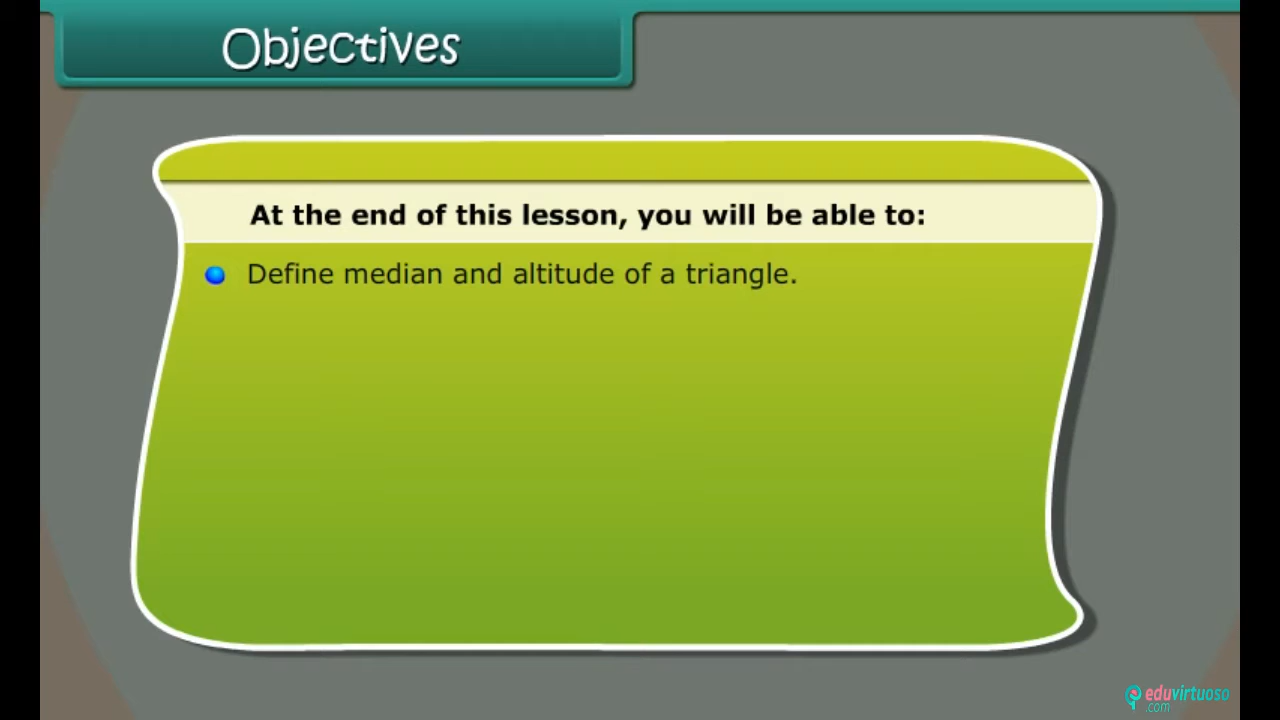 Objectives
At the end of this lesson, you will be able to:
Define median and altitude of a triangle.
eduvirtuoso
.com